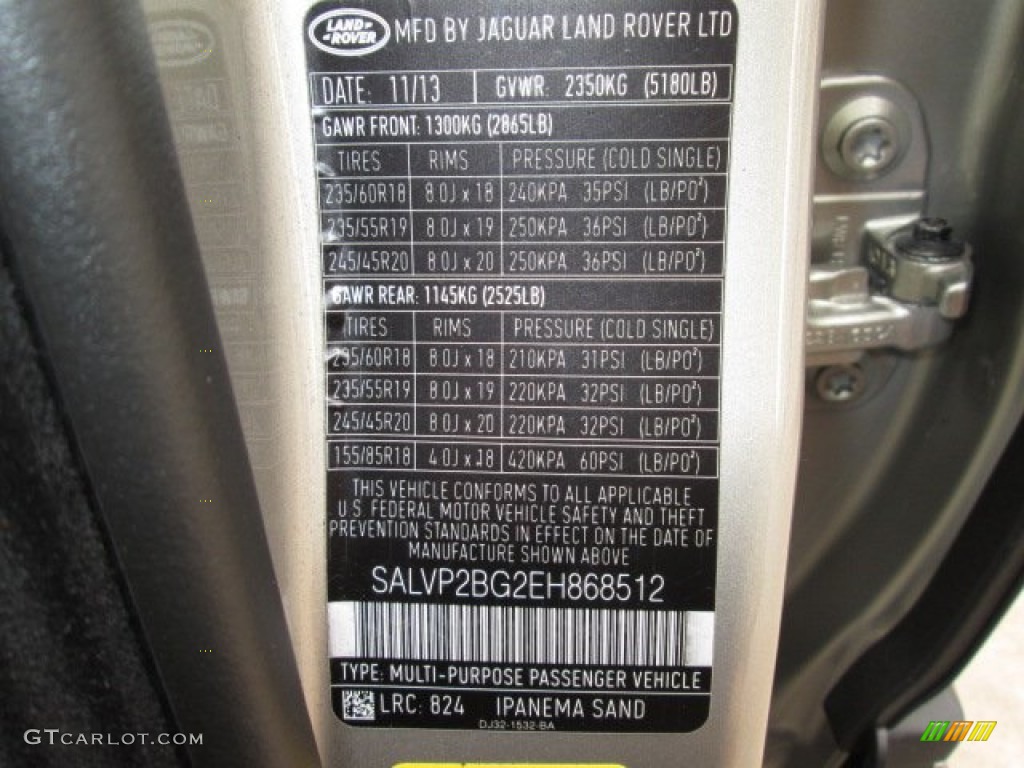 LAND ROVER MFD BY JAGUAR LAND ROVER LTD
DATE: 11/13 GVWR: 2350KG (5180LB)
GAWR FRONT: 1300KG (2865LB)
TIRES RIMS PRESSURE (COLD SINGLE)
235/60R18 8.0J x 18 240KPA 35PSI (LB/PO²)
235/55R19 8.0J x 19 250KPA 36PSI (LB/PO²)
245/45R20 8.0J x 20 250KPA 36PSI (LB/PO²)
GAWR REAR: 1145KG (2525LB)
TIRES RIMS PRESSURE (COLD SINGLE)
235/60R18 8.0J x 18 210KPA 31PSI (LB/PO²)
235/55R19 8.0J x 19 220KPA 32PSI (LB/PO²)
245/45R20 8.0J x 20 220KPA 32PSI (LB/PO²)
155/85R18 4.0J x 18 420KPA 60PSI (LB/PO²)
THIS VEHICLE CONFORMS TO ALL APPLICABLE
U.S FEDERAL MOTOR VEHICLE SAFETY AND THEFT
PREVENTION STANDARDS IN EFFECT ON THE DATE OF
MANUFACTURE SHOWN ABOVE
SALVP2BG2EH868512
TYPE: MULTI-PURPOSE PASSENGER VEHICLE
LRC: 824 IPANEMA SAND
DJ32-1532-BA
GTCarlot.com